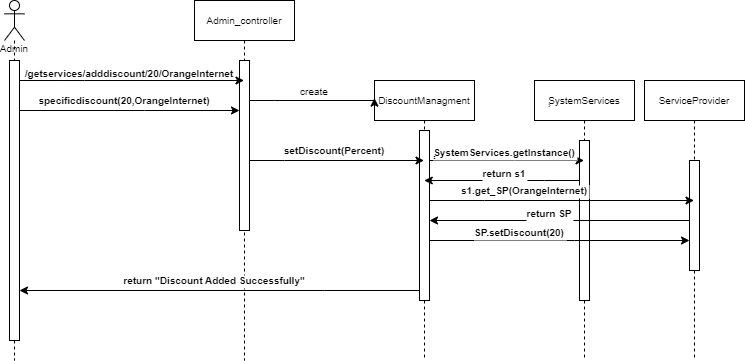 Admin_controller
Admin
/getservices/adddiscount/20/OrangeInternet
create
specificdiscount(20,OrangeInternet)
DiscountManagment
SystemServices
ServiceProvider
setDiscount(Percent)
SystemServices.getInstance()
return s1
s1.get_SP(OrangeInternet)
return SP
SP.setDiscount(20)
return "Discount Added Successfully"